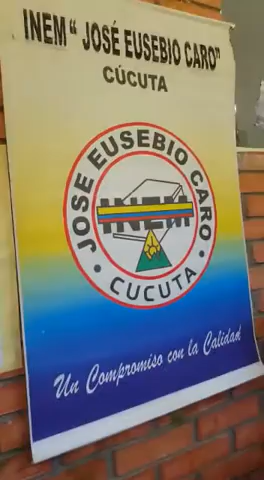 INEM “ JOSÉ EUSEBIO CARO”
CÚCUTA
JOSE EUSEBIO CARO
INEM
• CUCUTA •
Un Compromiso con la Calidad